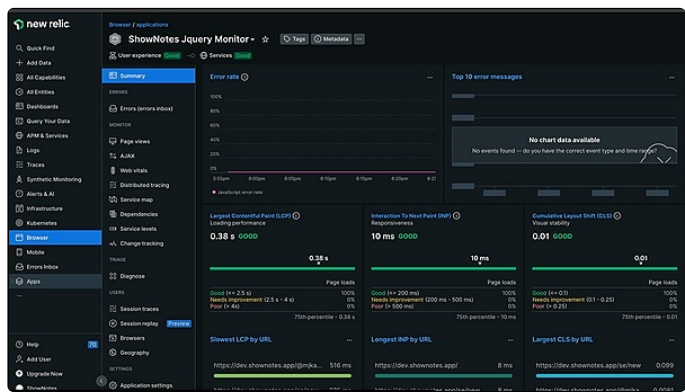 new relic
Quick Find
Add Data
All Capabilities
All Entities
Dashboards
Query Your Data
APM & Services
Logs
Traces
Synthetic Monitoring
Alerts & AI
Infrastructure
Kubernetes
Browser
Mobile
Errors Inbox
Apps
...
Help 70
Add User
Upgrade Now
ShowNotes
Browser / applications
ShowNotes Jquery Monitor
Tags Metadata ...
User experience Good Services Good
Summary
ERRORS
Errors (errors inbox)
MONITOR
Page views
AJAX
Web vitals
Distributed tracing
Service map
Dependencies
Service levels
Change tracking
TRIAGE
Diagnose
USERS
Session traces
Session replay Preview
Browsers
Geography
SETTINGS
Application settings
Error rate ...
100%
80%
60%
40%
20%
0%
5:55pm 6:00pm 6:05pm 6:10pm 6:15pm 6:20pm
JavaScript error rate
Top 10 error messages ...
No chart data available
No events found -- do you have the correct event type and time range?
Largest Contentful Paint (LCP)
Loading performance
0.38 s GOOD
0.38 s
Page loads
Good (<= 2.5 s) 100%
Needs improvement (2.5 s - 4 s) 0%
Poor (> 4s) 0%
75th percentile - 0.38 s
Interaction To Next Paint (INP)
Responsiveness
10 ms GOOD
10 ms
Page loads
Good (<= 200 ms) 100%
Needs improvement (200 ms - 500 ms) 0%
Poor (> 500 ms) 0%
75th percentile - 10 ms
Cumulative Layout Shift (CLS)
Visual stability
0.01 GOOD
0.01
Page loads
Good (<= 0.1) 100%
Needs improvement (0.1 - 0.25) 0%
Poor (> 0.25) 0%
75th percentile - 0.01
Slowest LCP by URL ...
https://dev.shownotes.app/@mjka... 516 ms
Longest INP by URL ...
https://dev.shownotes.app/ 8 ms
Largest CLS by URL ...
https://dev.shownotes.app/se/new 0.099